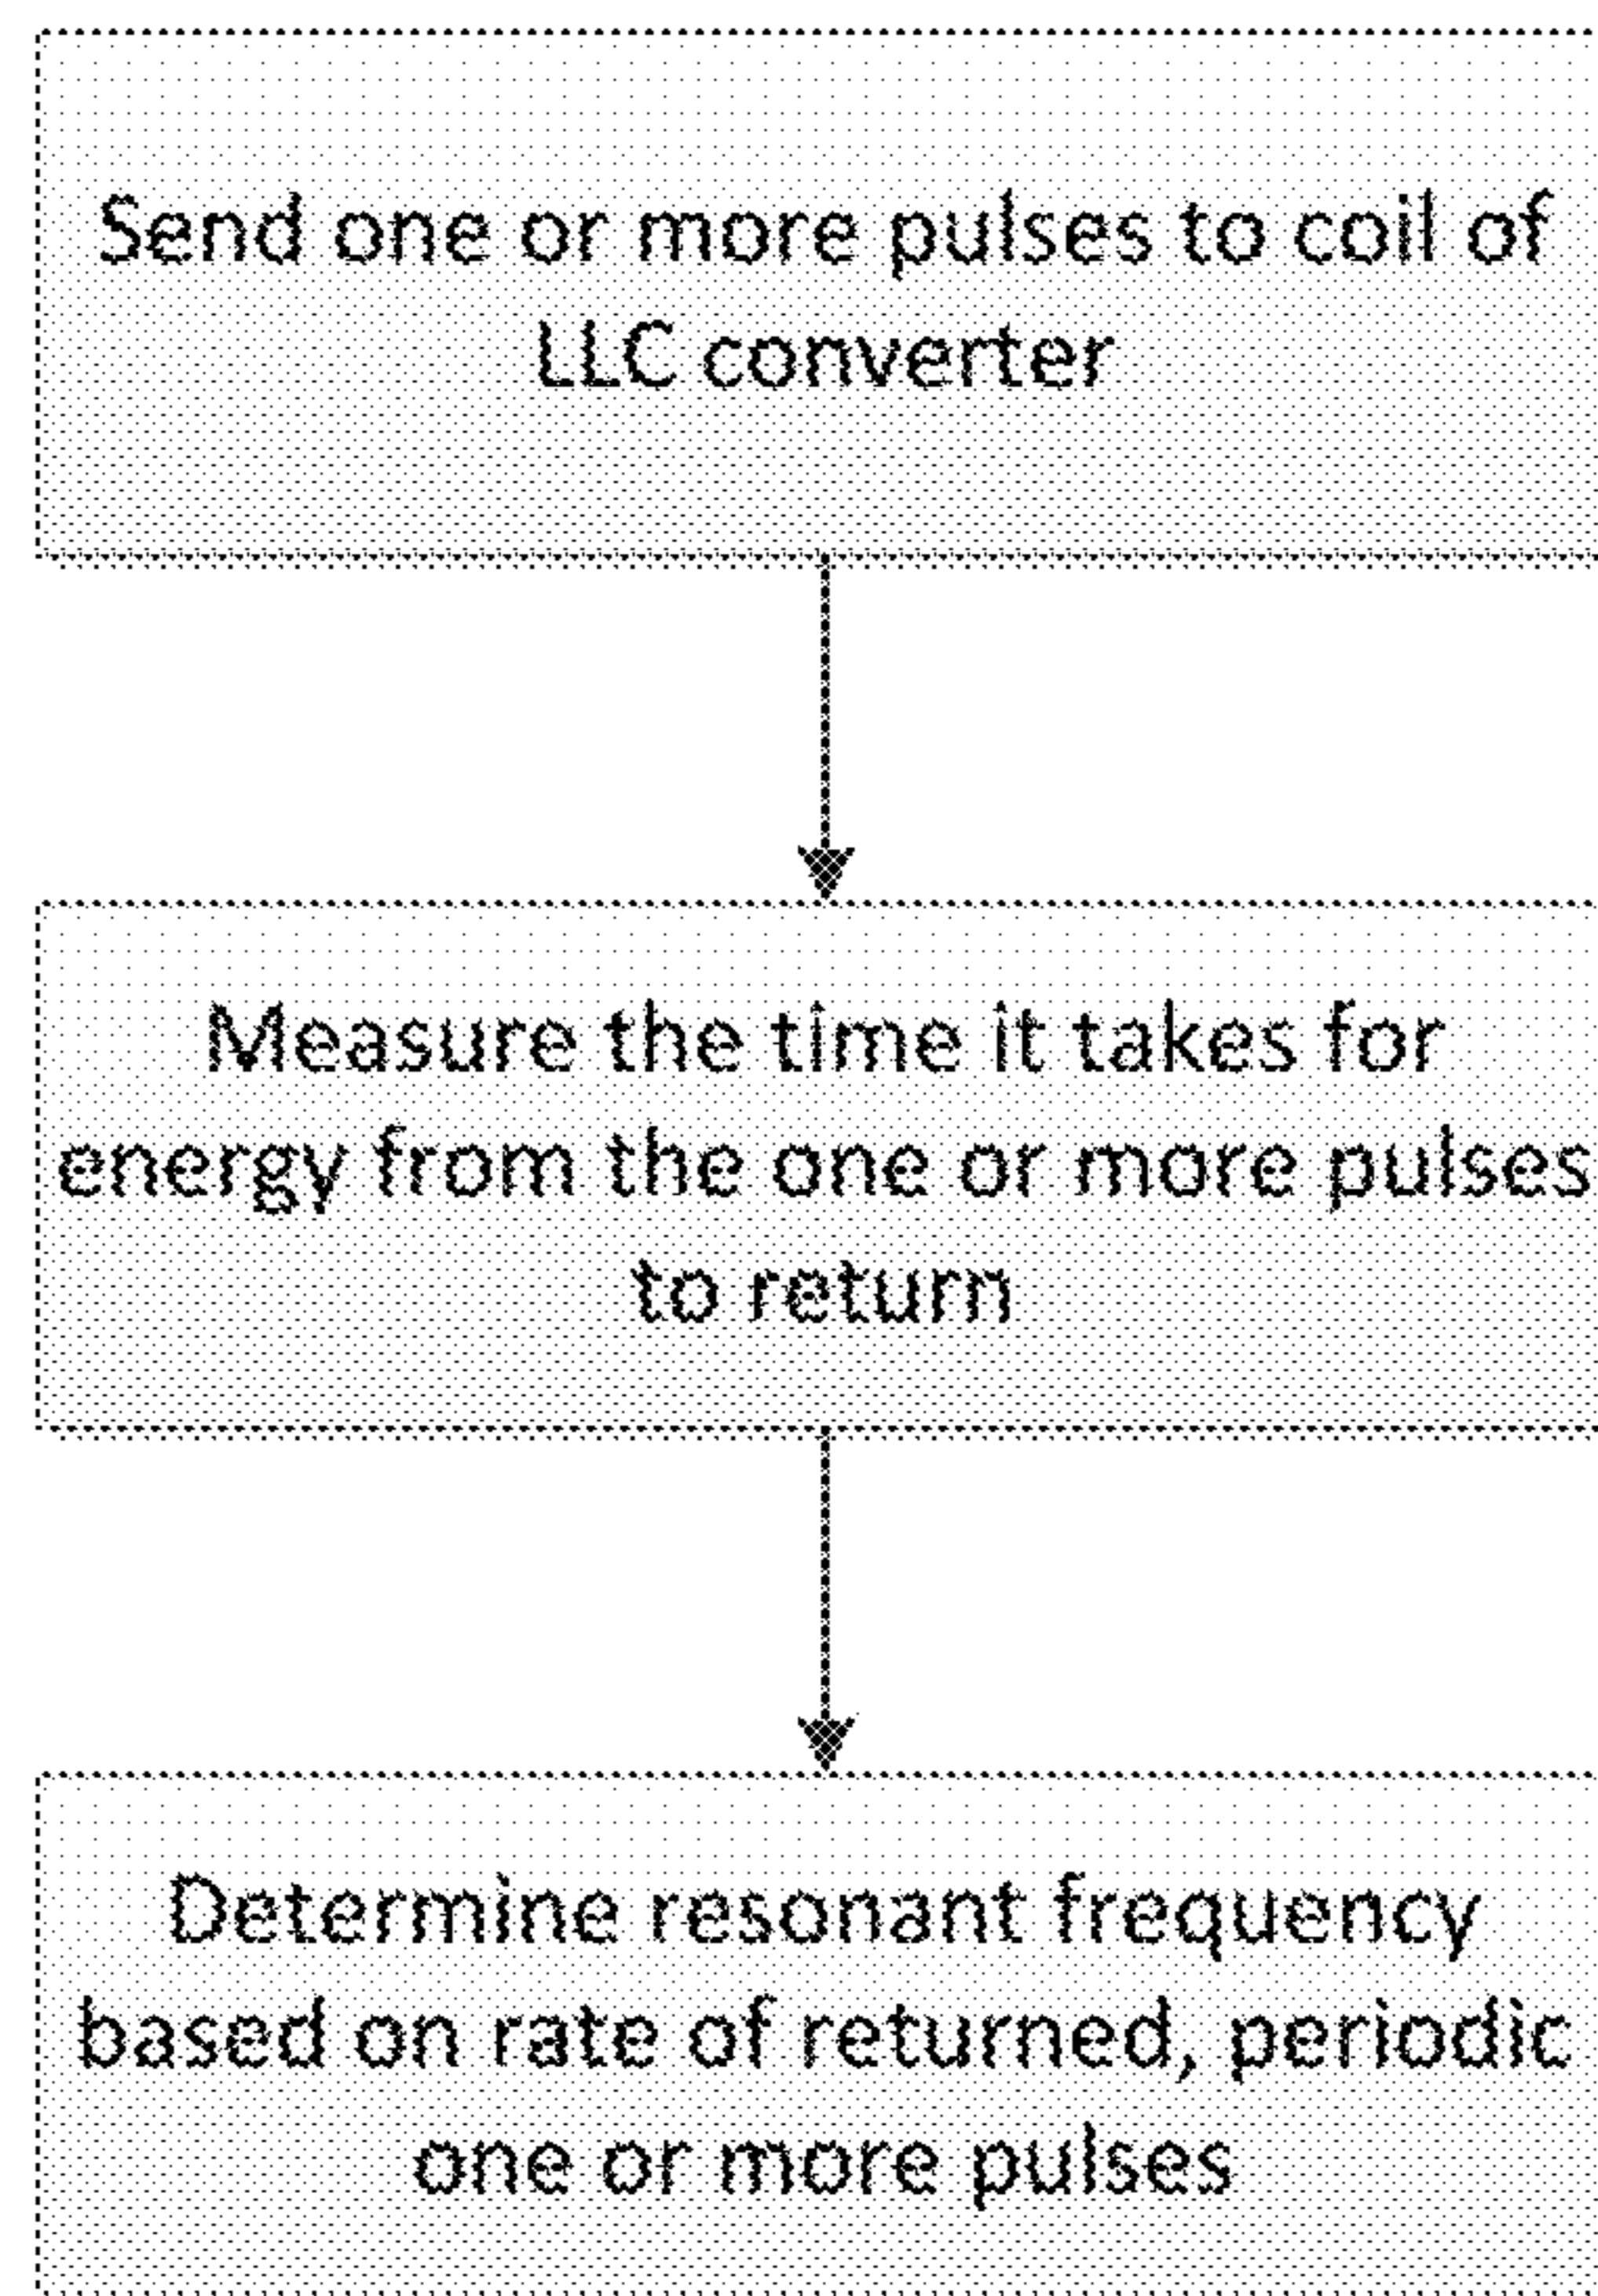 Send one or more pulses to coil of
LLC converter
Measure the time it takes for
energy from the one or more pulses
to return
Determine resonant frequency
based on rate of returned, periodic
one or more pulses